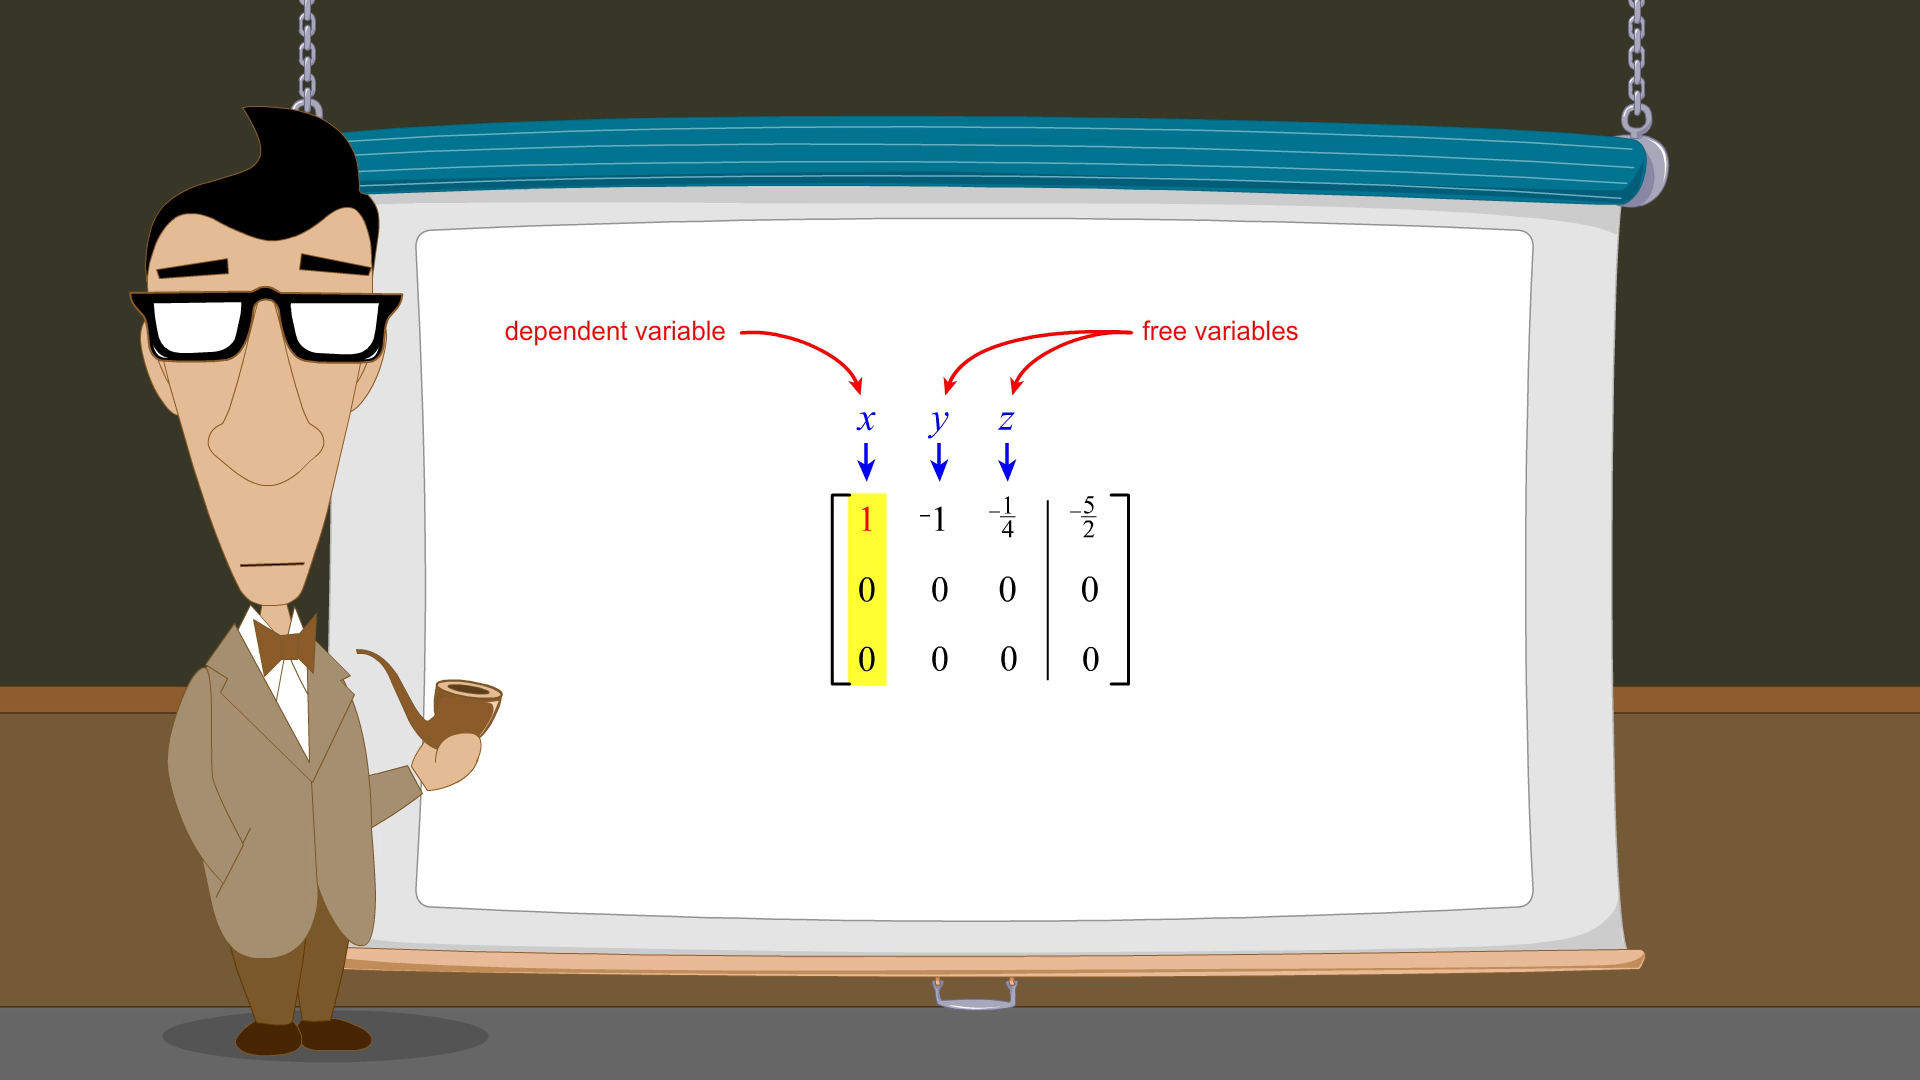 dependent variable free variables
x y z
1 -1 -1/4 -5/2
0 0 0 0
0 0 0 0